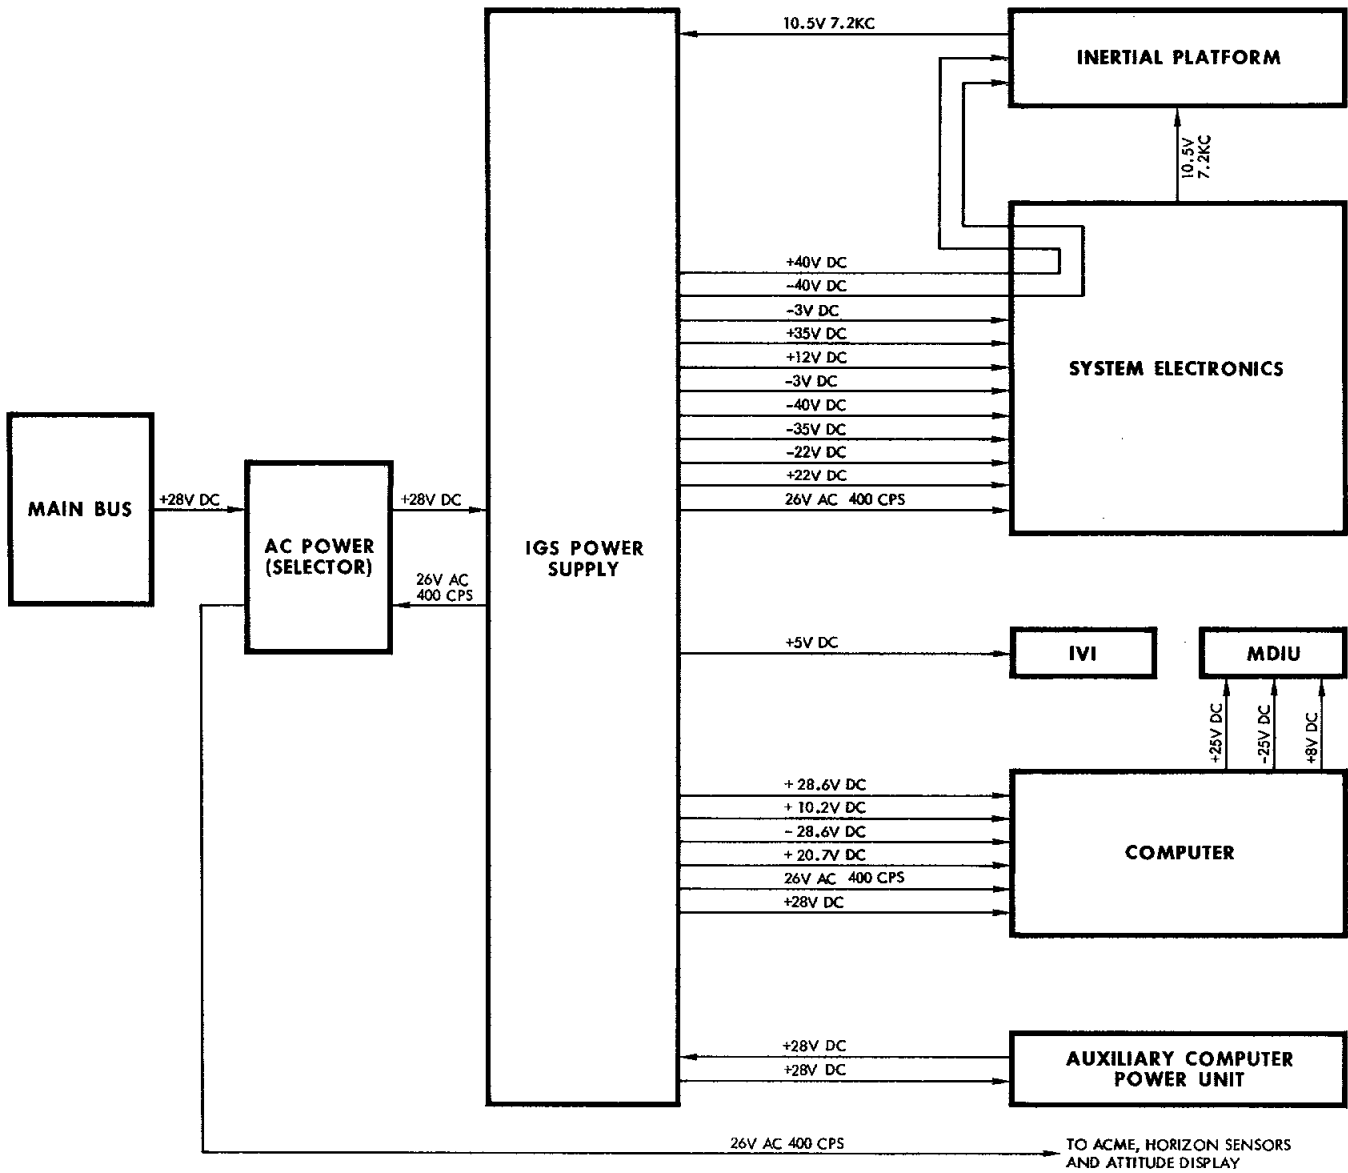 10.5V 7.2KC
INERTIAL PLATFORM
10.5V
7.2KC
+40V DC
-40V DC
-3V DC
+35V DC
+12V DC
-3V DC
-40V DC
-35V DC
-22V DC
+22V DC
26V AC 400 CPS
SYSTEM ELECTRONICS
MAIN BUS
+28V DC
AC POWER
(SELECTOR)
+28V DC
26V AC
400 CPS
IGS POWER
SUPPLY
+5V DC
IVI
MDIU
+25V DC
-25V DC
+8V DC
+ 28.6V DC
+ 10.2V DC
- 28.6V DC
+ 20.7V DC
26V AC 400 CPS
+28V DC
COMPUTER
+28V DC
+28V DC
AUXILIARY COMPUTER
POWER UNIT
26V AC 400 CPS
TO ACME, HORIZON SENSORS
AND ATTITUDE DISPLAY